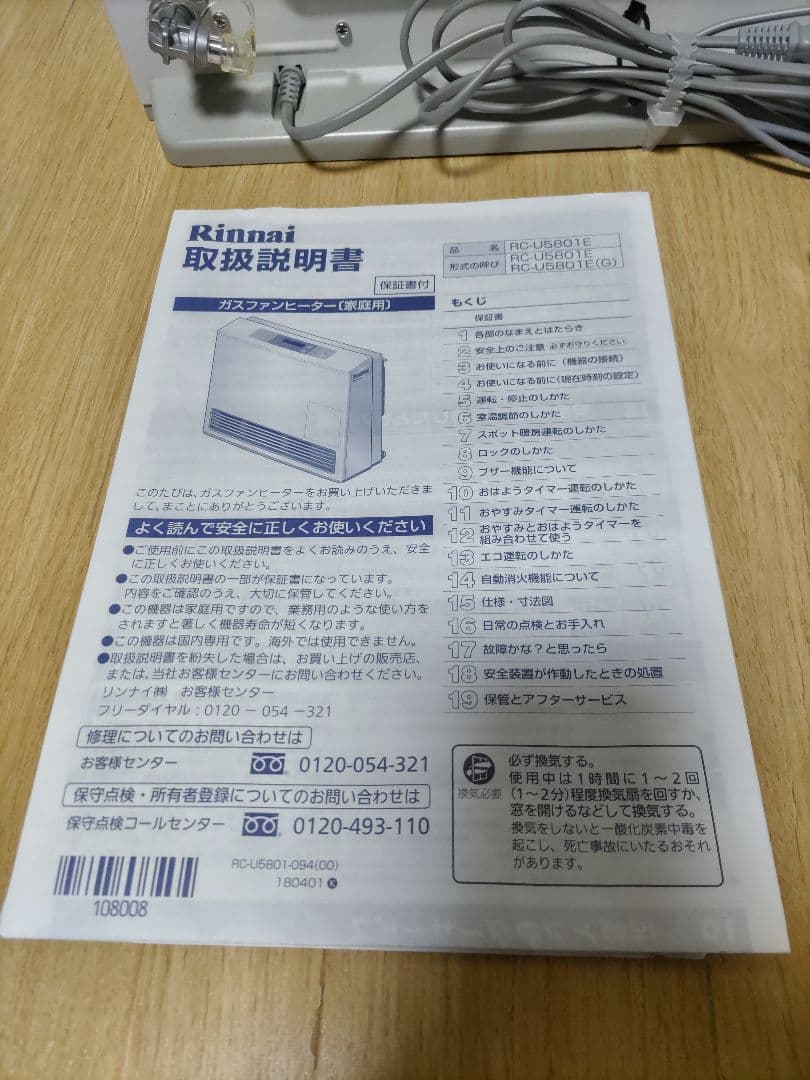 Rinnai
取扱説明書
保証書付
品 名 RC-U5801E
形式の呼び RC-U5801E
RC-U5801E(G)
ガスファンヒーター〔家庭用〕
このたびは、ガスファンヒーターをお買い上げいただきま
して、まことにありがとうございます。
よく読んで安全に正しくお使いください
●ご使用前にこの取扱説明書をよくお読みのうえ、安全
に正しくお使いください。
●この取扱説明書の一部が保証書になっています。
内容をご確認のうえ、大切に保管してください。
●この機器は家庭用ですので、業務用のような使い方を
されますと著しく機器寿命が短くなります。
●この機器は国内専用です。海外では使用できません。
●取扱説明書を紛失した場合は、お買い上げの販売店、
または、当社お客様センターにお問い合わせください。
リンナイ㈱ お客様センター
フリーダイヤル:0120-054-321
修理についてのお問い合わせは
お客様センター 0120-054-321
保守点検・所有者登録についてのお問い合わせは
保守点検コールセンター 0120-493-110
108008
RC-U5801-094(00)
180401 K
もくじ
保証書
1 各部のなまえとはたらき
2 安全上のご注意 (必ずお守りください)
3 お使いになる前に(機器の接続)
4 お使いになる前に(現在時刻の設定)
5 運転・停止のしかた
6 室温調節のしかた
7 スポット暖房運転のしかた
8 ロックのしかた
9 ブザー機能について
10 おはようタイマー運転のしかた
11 おやすみタイマー運転のしかた
12 おやすみとおはようタイマーを
組み合わせて使う
13 エコ運転のしかた
14 自動消火機能について
15 仕様・寸法図
16 日常の点検とお手入れ
17 故障かな?と思ったら
18 安全装置が作動したときの処置
19 保管とアフターサービス
換気必要
必ず換気する。
使用中は1時間に1~2回
(1~2分)程度換気扇を回すか、
窓を開けるなどして換気する。
換気をしないと一酸化炭素中毒を
起こし、死亡事故にいたるおそれ
があります。